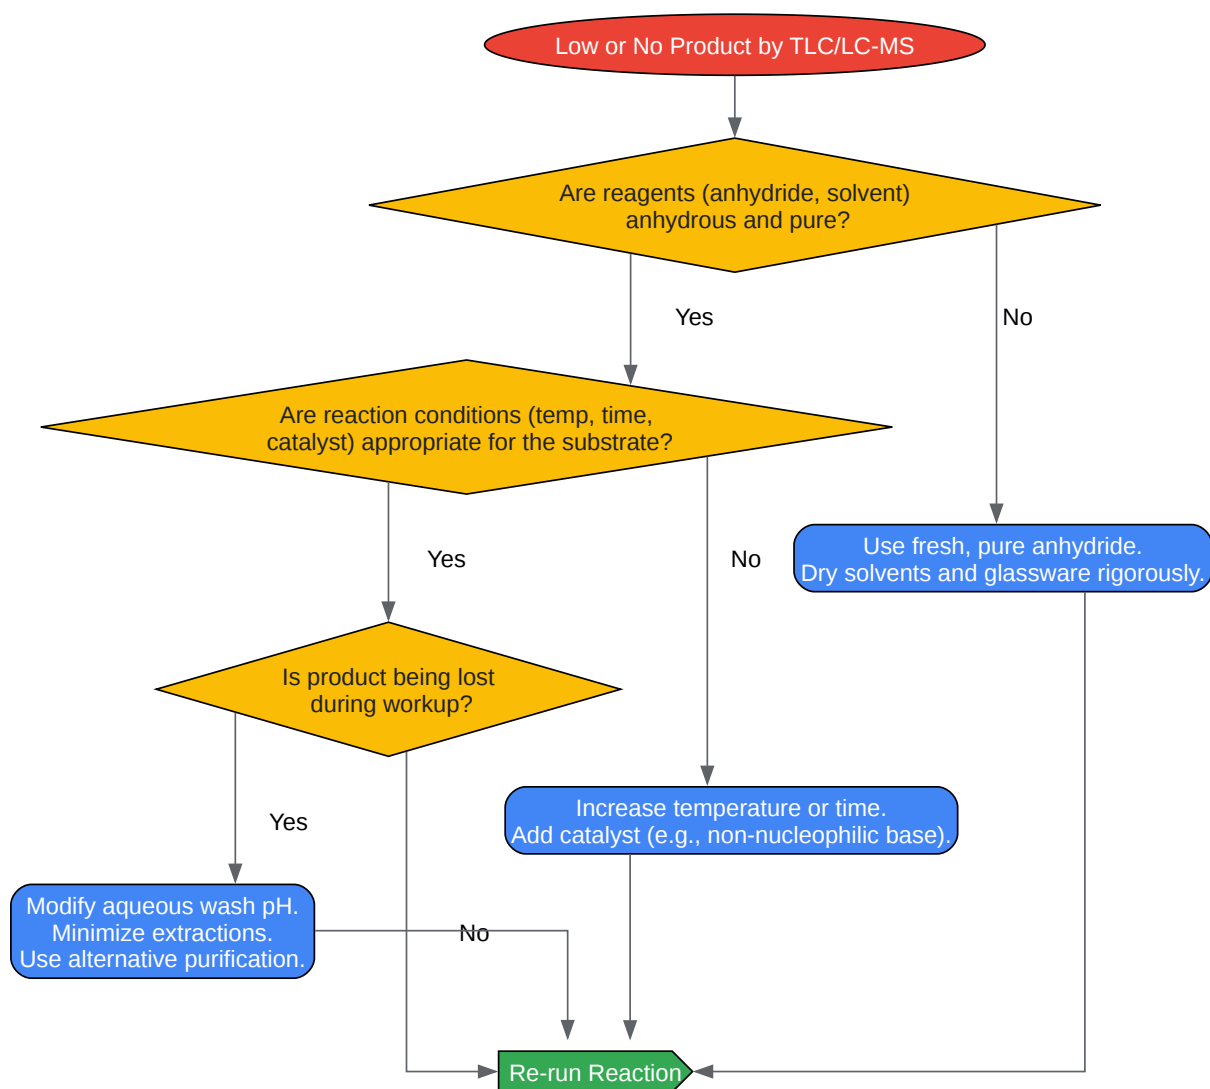 Low or No Product by TLC/LC-MS
Are reagents (anhydride, solvent)
anhydrous and pure?
Yes
No
Are reaction conditions (temp, time,
catalyst) appropriate for the substrate?
Yes
No
Use fresh, pure anhydride.
Dry solvents and glassware rigorously.
Is product being lost
during workup?
Yes
Increase temperature or time.
Add catalyst (e.g., non-nucleophilic base).
Modify aqueous wash pH.
Minimize extractions.
Use alternative purification.
No
Re-run Reaction